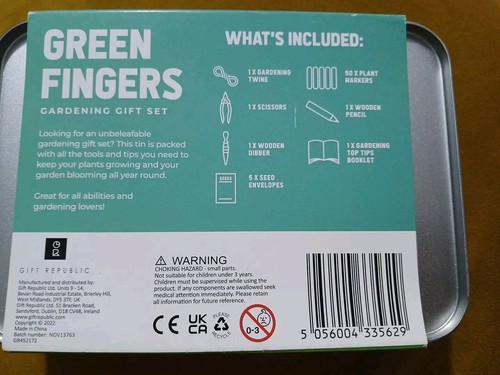 GREEN
FINGERS
GARDENING GIFT SET
Looking for an unbeleafable
gardening gift set? This tin is packed
with all the tools and tips you need to
keep your plants growing and your
garden blooming all year round.
Great for all abilities and
gardening lovers!
WHAT'S INCLUDED:
1 X GARDENING
TWINE
1 X SCISSORS
1 X WOODEN
DIBBER
5 X SEED
ENVELOPES
50 X PLANT
MARKERS
1 X WOODEN
PENCIL
1 X GARDENING
TOP TIPS
BOOKLET
GIFT REPUBLIC
Manufactured and distributed by:
Gift Republic Ltd. Units 9 - 14,
Bevan Road Industrial Estate, Brierley Hill,
West Midlands, DY5 3TF, UK
Gift Republic Ltd. 51 Bracken Road,
Sandyford, Dublin, D18 CV48, Ireland
www.giftrepublic.com
Copyright © 2022
Made in China
Batch number: NOV13763
GR452172
WARNING
CHOKING HAZARD - small parts.
Not suitable for children under 3 years.
Children must be supervised while using the
product. If any components are swallowed seek
medical attention immediately. Please retain
all information for future reference.
CE
UK
CA
PLEASE
RECYCLE
0-3
5 056004 335629